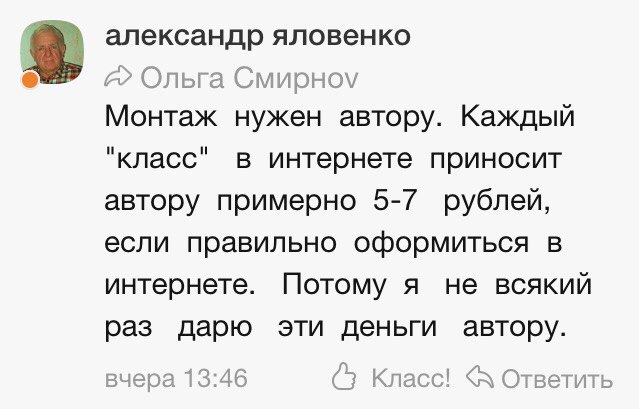 александр яловенко
Ольга Смирноv
Монтаж нужен автору. Каждый
"класс" в интернете приносит
автору примерно 5-7 рублей,
если правильно оформиться в
интернете. Потому я не всякий
раз дарю эти деньги автору.
вчера 13:46 Класс! Ответить